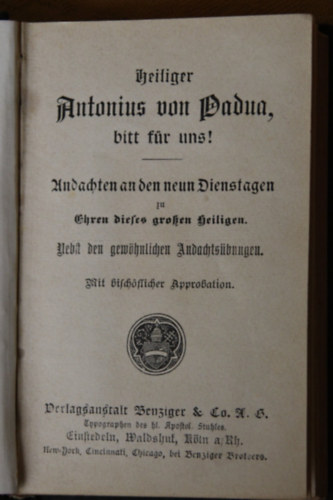 Heiliger
Antonius von Padua,
bitt für uns!
Andachten an den neun Dienstagen
zu
Ehren dieses großen Heiligen.
Nebst den gewöhnlichen Andachtsübungen.
Mit bischöflicher Approbation.
Verlagsanstalt Benziger & Co. A. G.
Typographen des hl. Apostol. Stuhles.
Einsiedeln, Waldshut, Köln a/Rh.
New-York, Cincinnati, Chicago, bei Benziger Brothers.